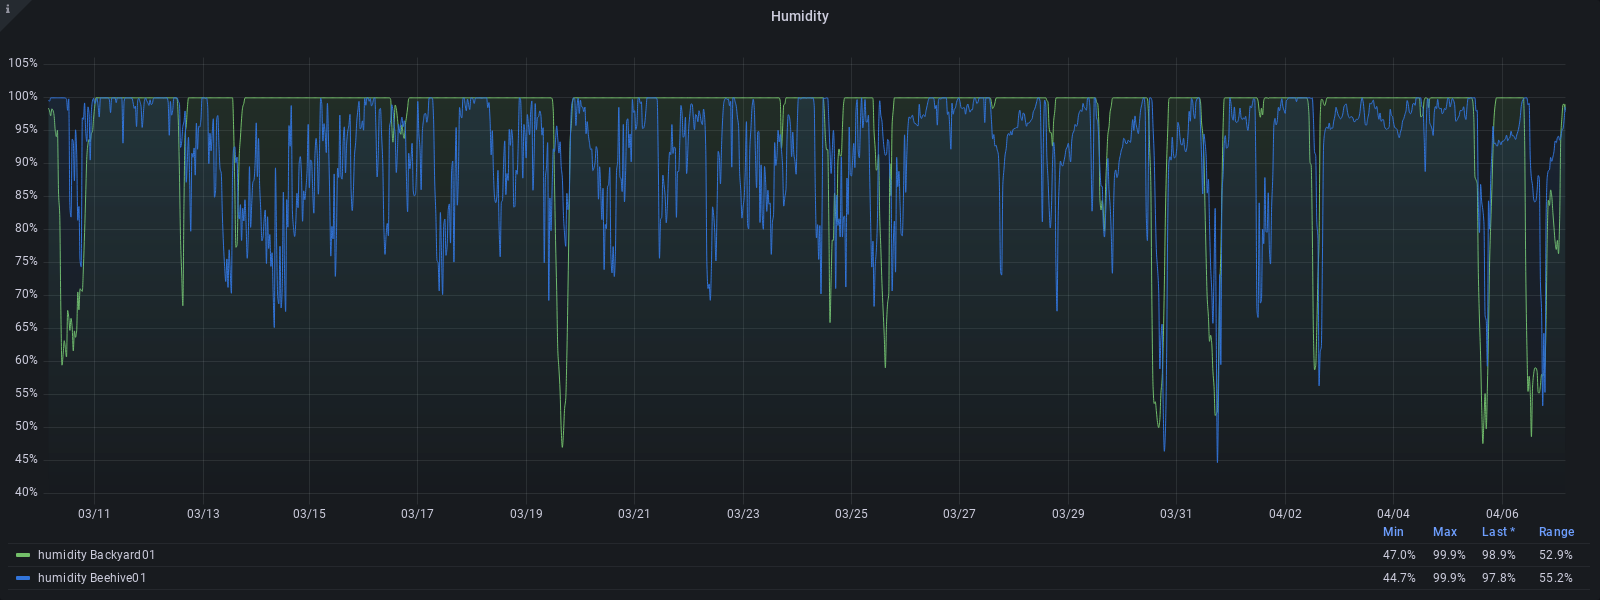 i
Humidity
105%
100%
95%
90%
85%
80%
75%
70%
65%
60%
55%
50%
45%
40%
03/11 03/13 03/15 03/17 03/19 03/21 03/23 03/25 03/27 03/29 03/31 04/02 04/04 04/06
Min Max Last * Range
humidity Backyard01 47.0% 99.9% 98.9% 52.9%
humidity Beehive01 44.7% 99.9% 97.8% 55.2%